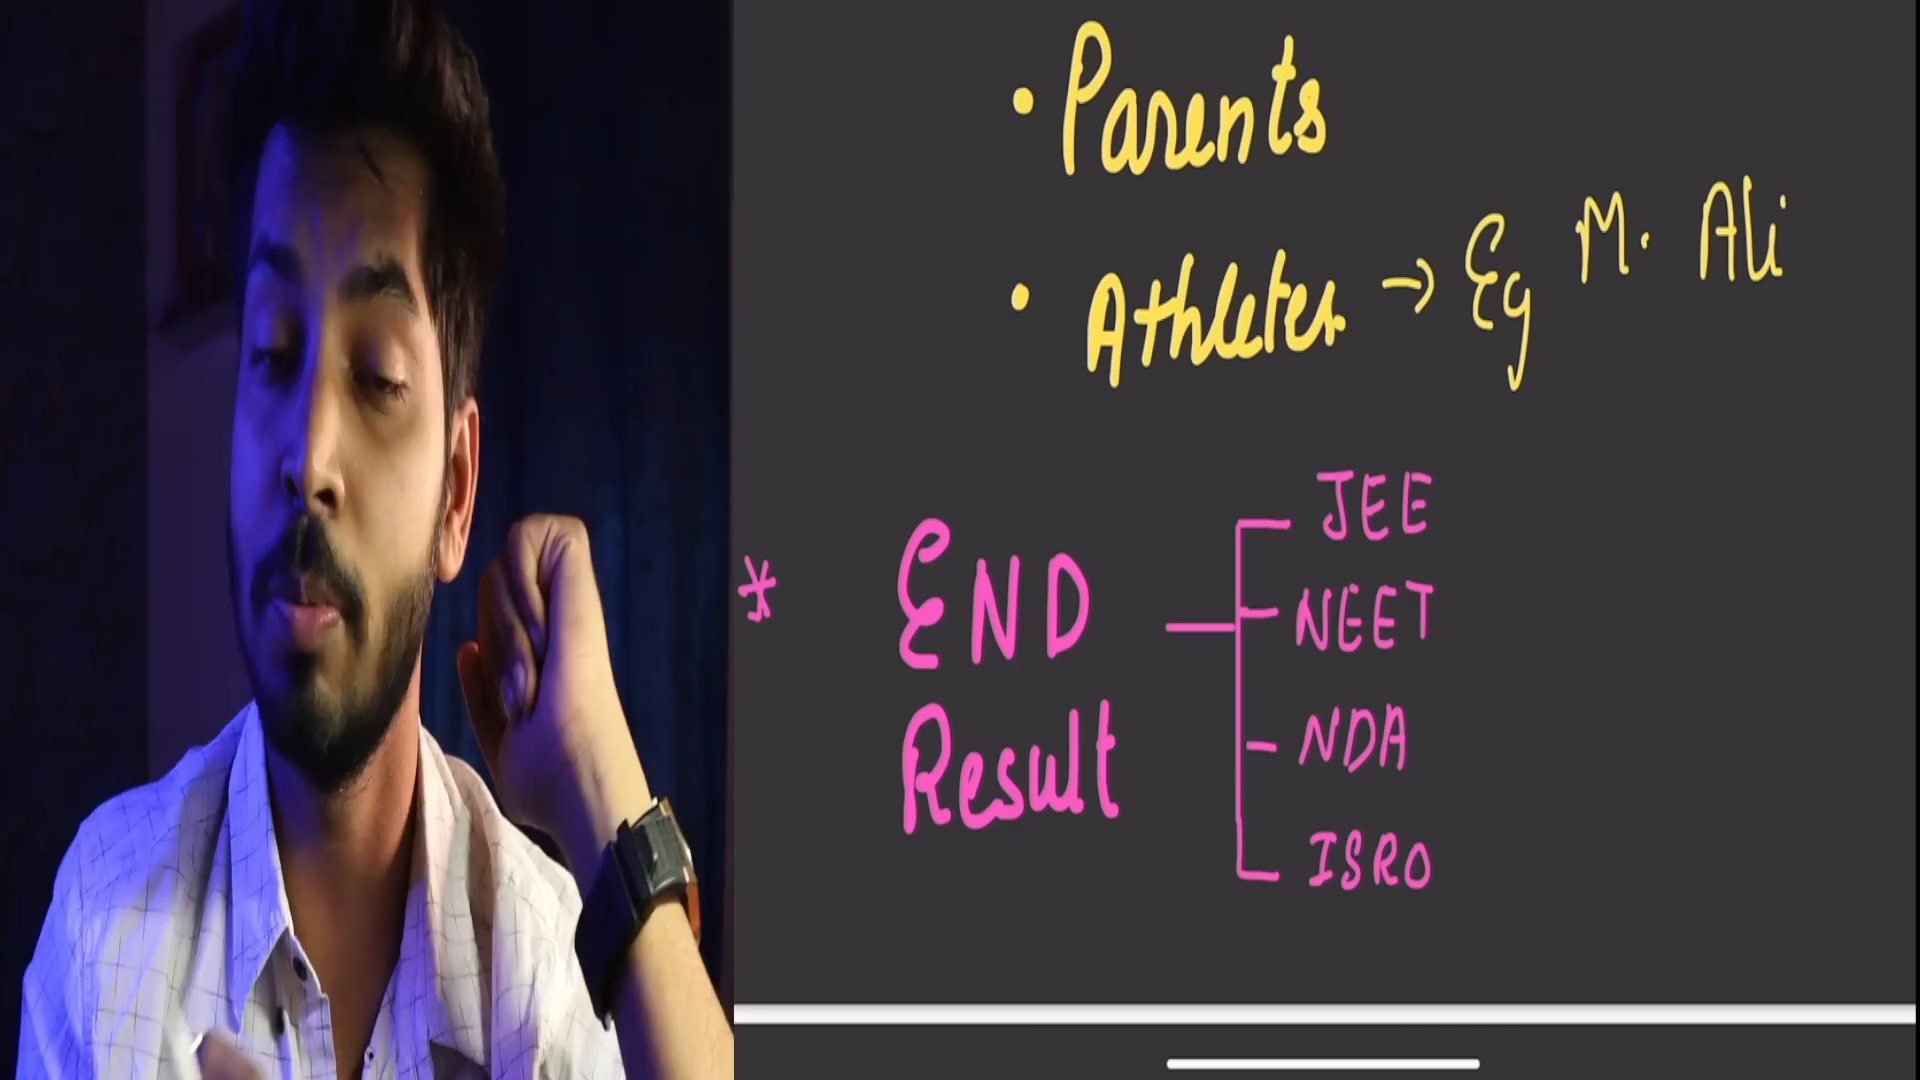 • Parents
• Athletes → Eg M. Ali
* END Result
JEE
NEET
NDA
ISRO